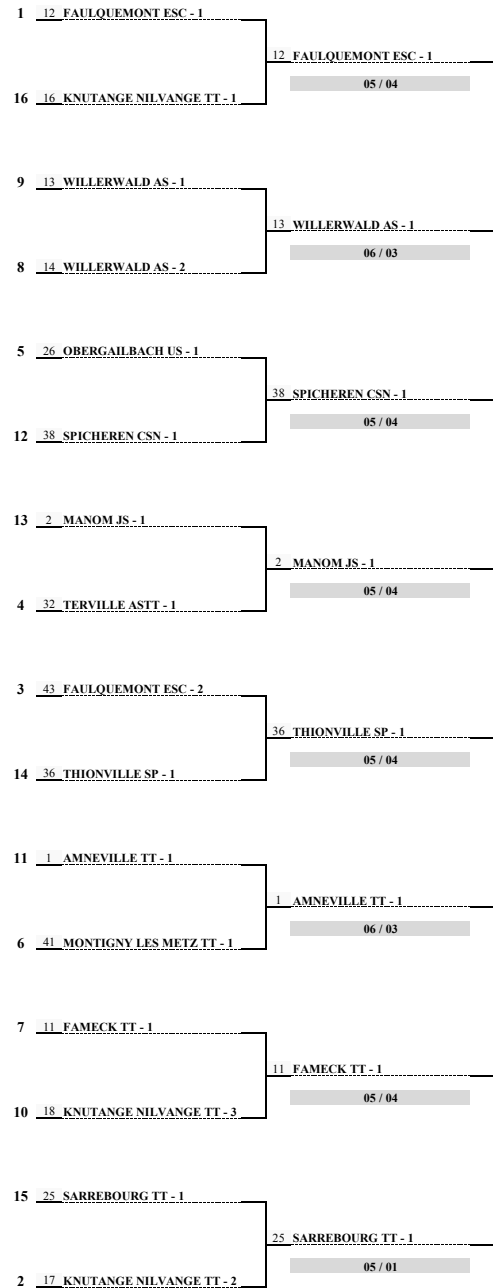 1 12 FAULQUEMONT ESC - 1
12 FAULQUEMONT ESC - 1
05 / 04
16 16 KNUTANGE NILVANGE TT - 1
9 13 WILLERWALD AS - 1
13 WILLERWALD AS - 1
06 / 03
8 14 WILLERWALD AS - 2
5 26 OBERGAILBACH US - 1
38 SPICHEREN CSN - 1
05 / 04
12 38 SPICHEREN CSN - 1
13 2 MANOM JS - 1
2 MANOM JS - 1
05 / 04
4 32 TERVILLE ASTT - 1
3 43 FAULQUEMONT ESC - 2
36 THIONVILLE SP - 1
05 / 04
14 36 THIONVILLE SP - 1
11 1 AMNEVILLE TT - 1
1 AMNEVILLE TT - 1
06 / 03
6 41 MONTIGNY LES METZ TT - 1
7 11 FAMECK TT - 1
11 FAMECK TT - 1
05 / 04
10 18 KNUTANGE NILVANGE TT - 3
15 25 SARREBOURG TT - 1
25 SARREBOURG TT - 1
05 / 01
2 17 KNUTANGE NILVANGE TT - 2